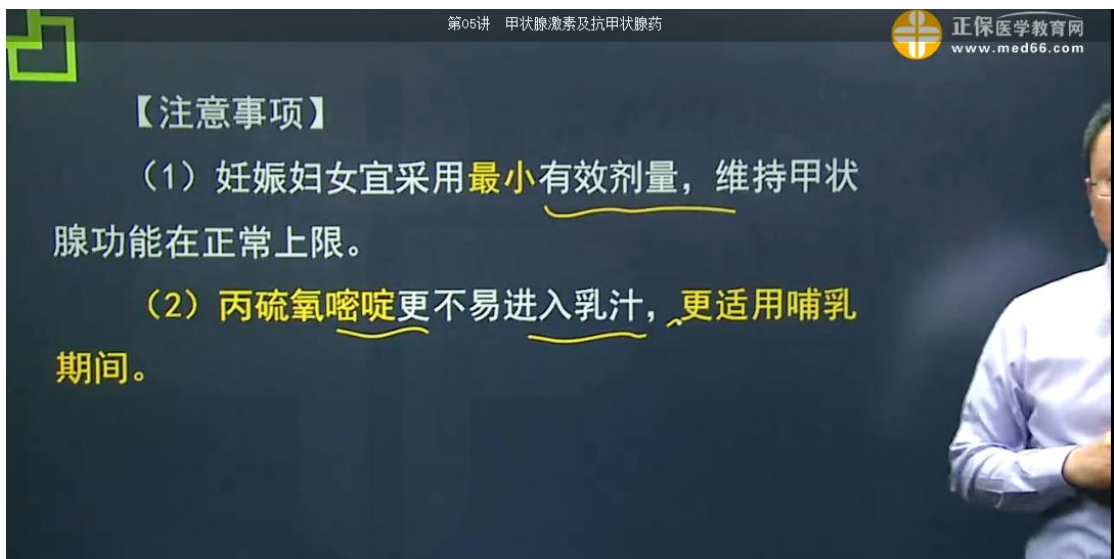 第05讲 甲状腺激素及抗甲状腺药
正保医学教育网
www.med66.com
【注意事项】
（1）妊娠妇女宜采用最小有效剂量，维持甲状
腺功能在正常上限。
（2）丙硫氧嘧啶更不易进入乳汁，更适用哺乳
期间。